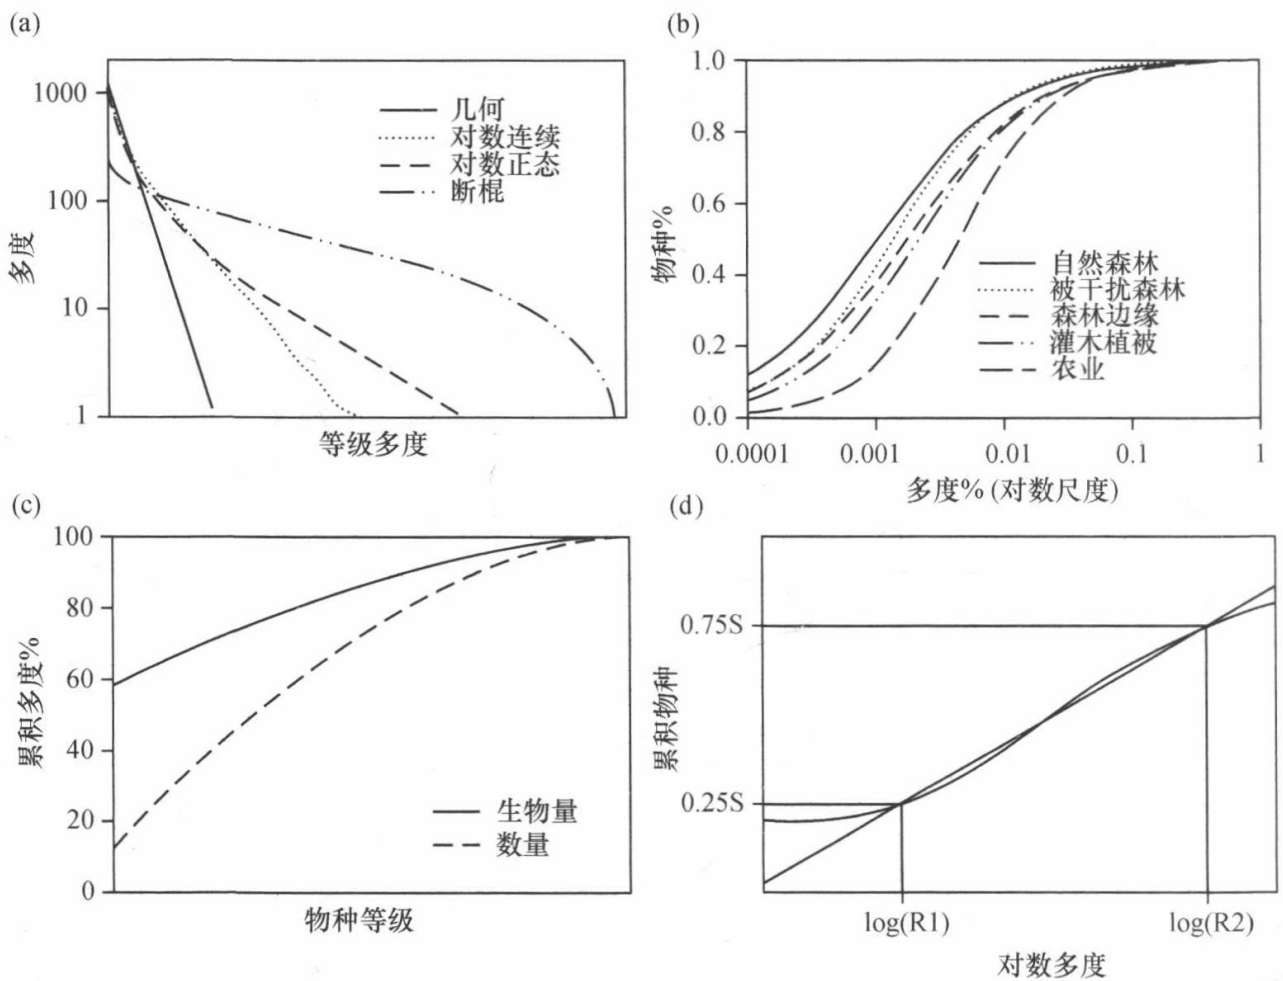 (a)
1000
100
10
1
多度
等级多度
几何
对数连续
对数正态
断棍
(b)
1.0
0.8
0.6
0.4
0.2
0.0
物种%
0.0001 0.001 0.01 0.1 1
多度% (对数尺度)
自然森林
被干扰森林
森林边缘
灌木植被
农业
(c)
100
80
60
40
20
0
累积多度%
物种等级
生物量
数量
(d)
0.75S
0.25S
累积物种
log(R1) log(R2)
对数多度